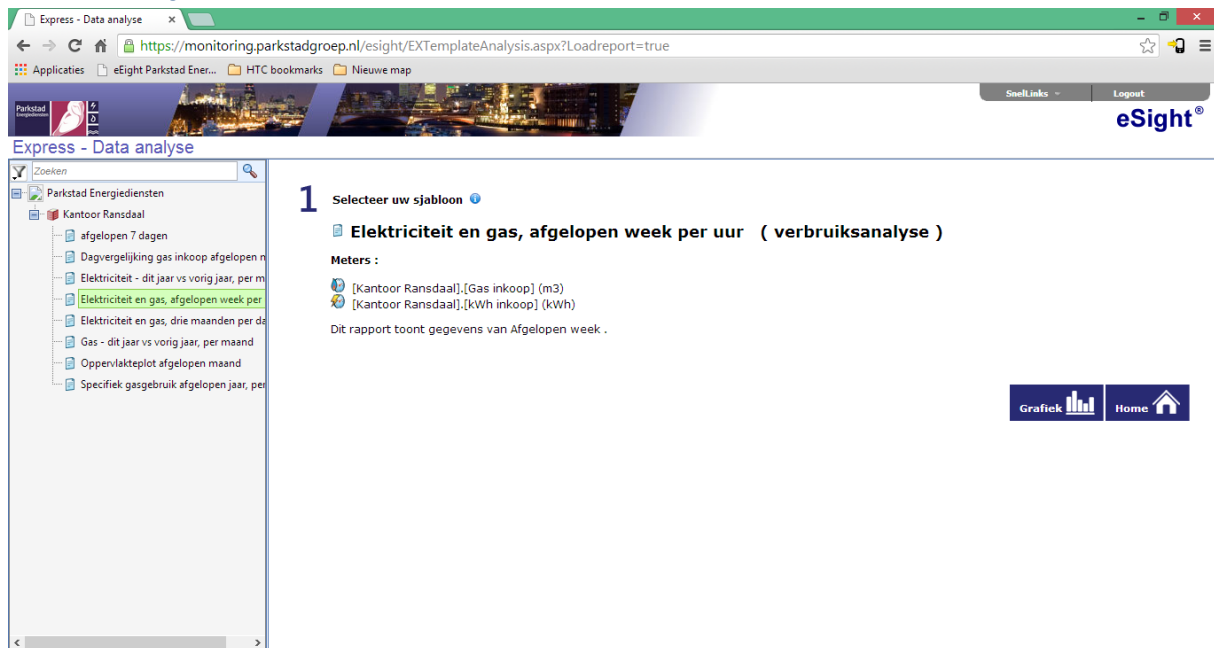 Express - Data analyse
https://monitoring.parkstadgroep.nl/esight/EXTemplateAnalysis.aspx?Loadreport=true
Applicaties eEight Parkstad Ener... HTC bookmarks Nieuwe map
SnelLinks Logout
Parkstad
eSight®
Express - Data analyse
Zoeken
Parkstad Energiediensten
Kantoor Ransdaal
afgelopen 7 dagen
Dagvergelijking gas inkoop afgelopen n
Elektriciteit - dit jaar vs vorig jaar, per m
Elektriciteit en gas, afgelopen week per
Elektriciteit en gas, drie maanden per da
Gas - dit jaar vs vorig jaar, per maand
Oppervlakteplot afgelopen maand
Specifiek gasgebruik afgelopen jaar, per
1 Selecteer uw sjabloon
Elektriciteit en gas, afgelopen week per uur ( verbruiksanalyse )
Meters :
[Kantoor Ransdaal].[Gas inkoop] (m3)
[Kantoor Ransdaal].[kWh inkoop] (kWh)
Dit rapport toont gegevens van Afgelopen week .
Grafiek Home